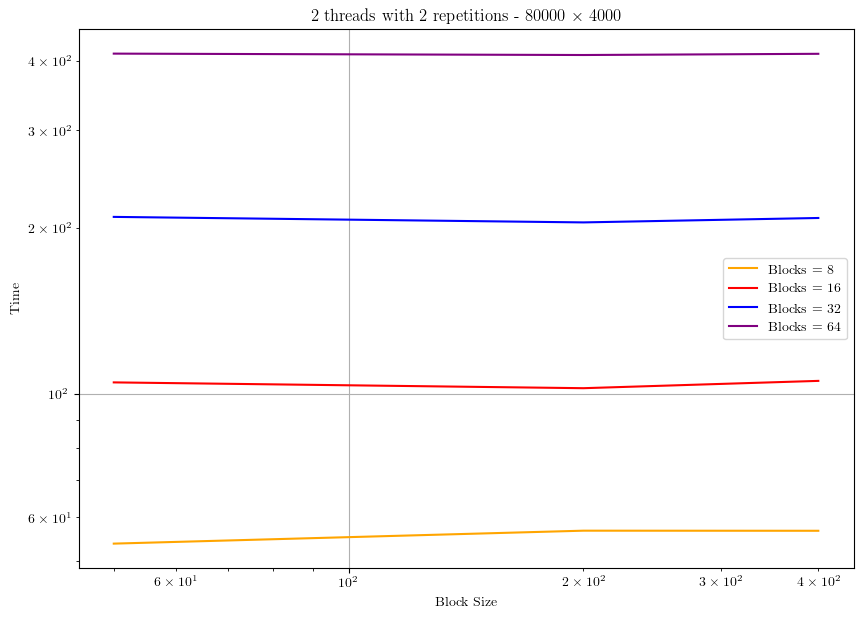 2 threads with 2 repetitions - 80000 × 4000
4 × 10²
3 × 10²
2 × 10²
10²
6 × 10¹
Time
Blocks = 8
Blocks = 16
Blocks = 32
Blocks = 64
6 × 10¹
10²
2 × 10²
3 × 10²
4 × 10²
Block Size